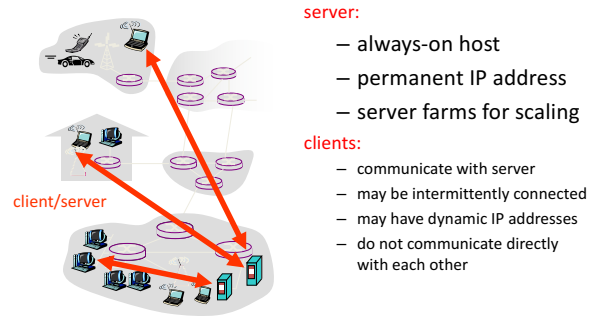 server:
– always-on host
– permanent IP address
– server farms for scaling
clients:
– communicate with server
– may be intermittently connected
– may have dynamic IP addresses
– do not communicate directly
with each other
client/server